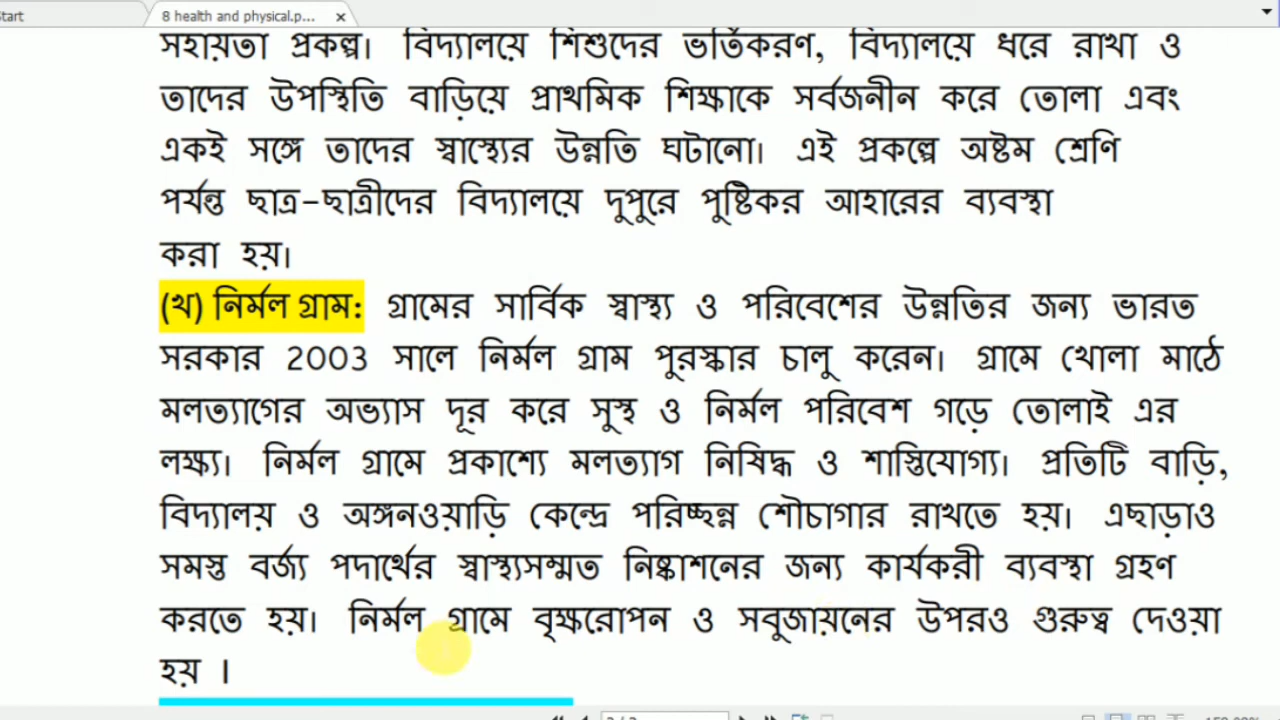 Start
8 health and physical.p...
সহায়তা প্রকল্প। বিদ্যালয়ে শিশুদের ভর্তিকরণ, বিদ্যালয়ে ধরে রাখা ও
তাদের উপস্থিতি বাড়িয়ে প্রাথমিক শিক্ষাকে সর্বজনীন করে তোলা এবং
একই সঙ্গে তাদের স্বাস্থ্যের উন্নতি ঘটানো। এই প্রকল্পে অষ্টম শ্রেণি
পর্যন্ত ছাত্র-ছাত্রীদের বিদ্যালয়ে দুপুরে পুষ্টিকর আহারের ব্যবস্থা
করা হয়।
(খ) নির্মল গ্রাম: গ্রামের সার্বিক স্বাস্থ্য ও পরিবেশের উন্নতির জন্য ভারত
সরকার 2003 সালে নির্মল গ্রাম পুরস্কার চালু করেন। গ্রামে খোলা মাঠে
মলত্যাগের অভ্যাস দূর করে সুস্থ ও নির্মল পরিবেশ গড়ে তোলাই এর
লক্ষ্য। নির্মল গ্রামে প্রকাশ্যে মলত্যাগ নিষিদ্ধ ও শাস্তিযোগ্য। প্রতিটি বাড়ি,
বিদ্যালয় ও অঙ্গনওয়াড়ি কেন্দ্রে পরিচ্ছন্ন শৌচাগার রাখতে হয়। এছাড়াও
সমস্ত বর্জ্য পদার্থের স্বাস্থ্যসম্মত নিষ্কাশনের জন্য কার্যকরী ব্যবস্থা গ্রহণ
করতে হয়। নির্মল গ্রামে বৃক্ষরোপন ও সবুজায়নের উপরও গুরুত্ব দেওয়া
হয় ।